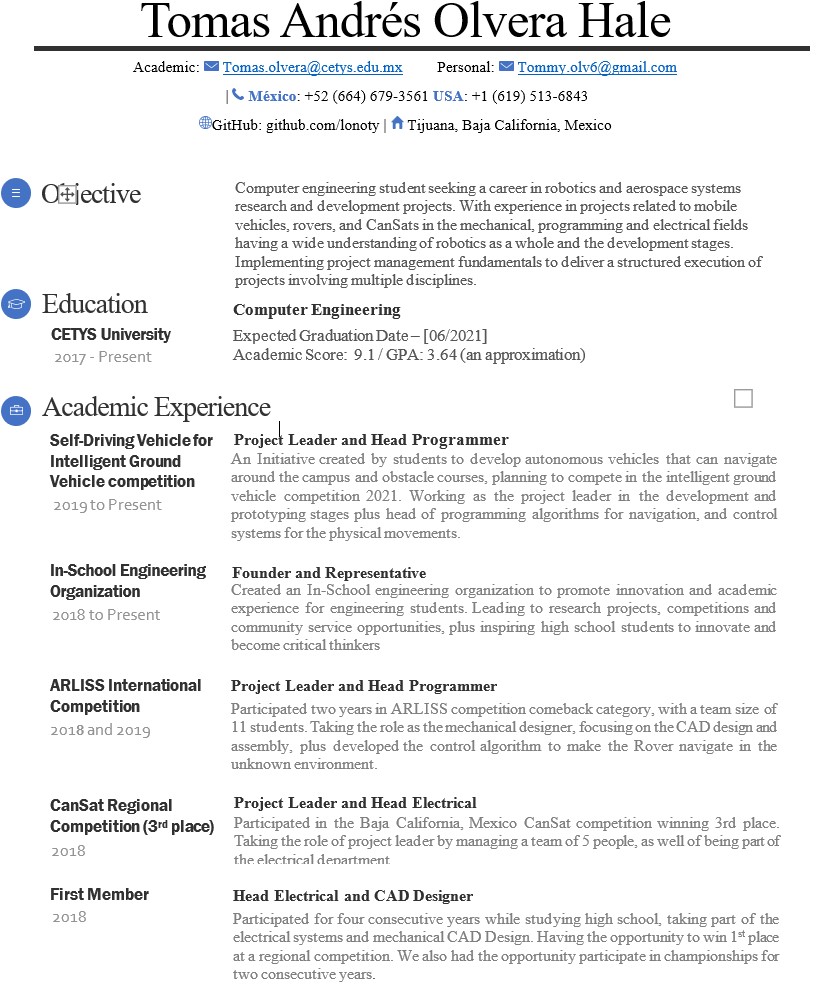 Tomas Andrés Olvera Hale
Academic: Tomas.olvera@cetys.edu.mx Personal: Tommy.olv6@gmail.com
| México: +52 (664) 679-3561 USA: +1 (619) 513-6843
GitHub: github.com/lonoty | Tijuana, Baja California, Mexico
Objective
Computer engineering student seeking a career in robotics and aerospace systems
research and development projects. With experience in projects related to mobile
vehicles, rovers, and CanSats in the mechanical, programming and electrical fields
having a wide understanding of robotics as a whole and the development stages.
Implementing project management fundamentals to deliver a structured execution of
projects involving multiple disciplines.
Education
CETYS University
2017 - Present
Computer Engineering
Expected Graduation Date – [06/2021]
Academic Score: 9.1 / GPA: 3.64 (an approximation)
Academic Experience
Self-Driving Vehicle for
Intelligent Ground
Vehicle competition
2019 to Present
Project Leader and Head Programmer
An Initiative created by students to develop autonomous vehicles that can navigate
around the campus and obstacle courses, planning to compete in the intelligent ground
vehicle competition 2021. Working as the project leader in the development and
prototyping stages plus head of programming algorithms for navigation, and control
systems for the physical movements.
In-School Engineering
Organization
2018 to Present
Founder and Representative
Created an In-School engineering organization to promote innovation and academic
experience for engineering students. Leading to research projects, competitions and
community service opportunities, plus inspiring high school students to innovate and
become critical thinkers
ARLISS International
Competition
2018 and 2019
Project Leader and Head Programmer
Participated two years in ARLISS competition comeback category, with a team size of
11 students. Taking the role as the mechanical designer, focusing on the CAD design and
assembly, plus developed the control algorithm to make the Rover navigate in the
unknown environment.
CanSat Regional
Competition (3rd place)
2018
Project Leader and Head Electrical
Participated in the Baja California, Mexico CanSat competition winning 3rd place.
Taking the role of project leader by managing a team of 5 people, as well of being part of
the electrical department
First Member
2018
Head Electrical and CAD Designer
Participated for four consecutive years while studying high school, taking part of the
electrical systems and mechanical CAD Design. Having the opportunity to win 1st place
at a regional competition. We also had the opportunity participate in championships for
two consecutive years.